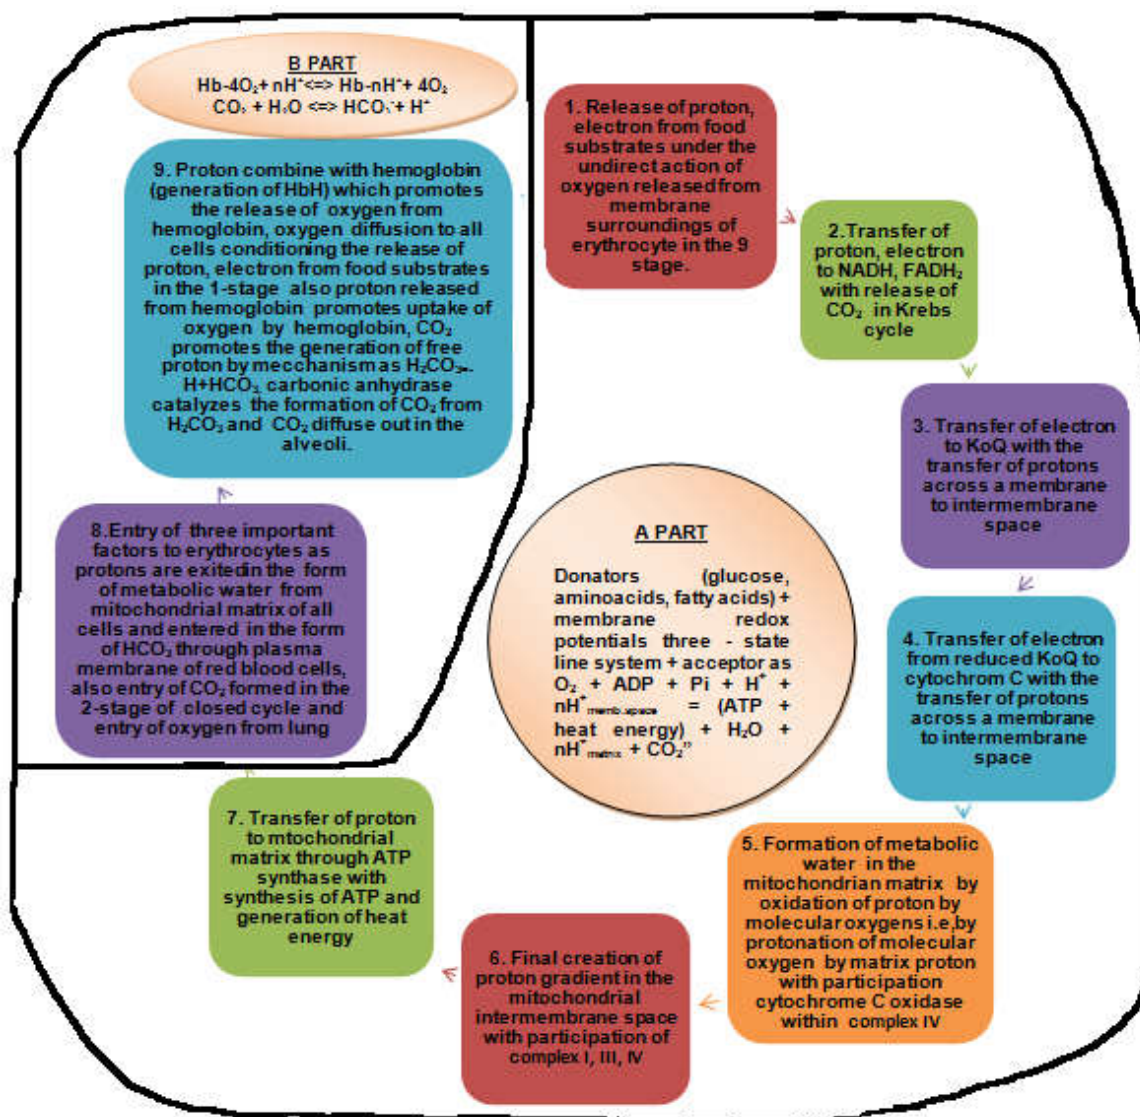 B PART
Hb-4O₂+ nH⁺<=> Hb-nH⁺+ 4O₂
CO₂ + H₂O <=> HCO₃⁻+ H⁺
1. Release of proton,
electron from food
substrates under the
undirect action of
oxygen released from
membrane
surroundings of
erythrocyte in the 9
stage.
2.Transfer of
proton, electron
to NADH, FADH₂
with release of
CO₂ in Krebs
cycle
3. Transfer of electron
to KoQ with the
transfer of protons
across a membrane
to intermembrane
space
4. Transfer of electron
from reduced KoQ to
cytochrom C with the
transfer of protons
across a membrane
to intermembrane
space
5. Formation of metabolic
water in the
mitochondrian matrix by
oxidation of proton by
molecular oxygens i.e,by
protonation of molecular
oxygen by matrix proton
with participation
cytochrome C oxidase
within complex IV
6. Final creation of
proton gradient in the
mitochondrial
intermembrane space
with participation of
complex I, III, IV
7. Transfer of proton
to mtochondrial
matrix through ATP
synthase with
synthesis of ATP and
generation of heat
energy
8.Entry of three important
factors to erythrocytes as
protons are exitedin the form
of metabolic water from
mitochondrial matrix of all
cells and entered in the form
of HCO₃ through plasma
membrane of red blood cells,
also entry of CO₂ formed in the
2-stage of closed cycle and
entry of oxygen from lung
9. Proton combine with hemoglobin
(generation of HbH) which promotes
the release of oxygen from
hemoglobin, oxygen diffusion to all
cells conditioning the release of
proton, electron from food substrates
in the 1-stage also proton released
from hemoglobin promotes uptake of
oxygen by hemoglobin, CO₂
promotes the generation of free
proton by mecchanism as H₂CO₃
H+HCO₃, carbonic anhydrase
catalyzes the formation of CO₂ from
H₂CO₃ and CO₂ diffuse out in the
alveoli.
A PART
Donators (glucose,
aminoacids, fatty acids) +
membrane redox
potentials three - state
line system + acceptor as
O₂ + ADP + Pi + H⁺ +
nH⁺memb.space = (ATP +
heat energy) + H₂O +
nH⁺matrix + CO₂”